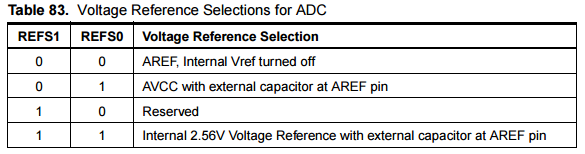 Table 83. Voltage Reference Selections for ADC
REFS1 REFS0 Voltage Reference Selection
0 0 AREF, Internal Vref turned off
0 1 AVCC with external capacitor at AREF pin
1 0 Reserved
1 1 Internal 2.56V Voltage Reference with external capacitor at AREF pin